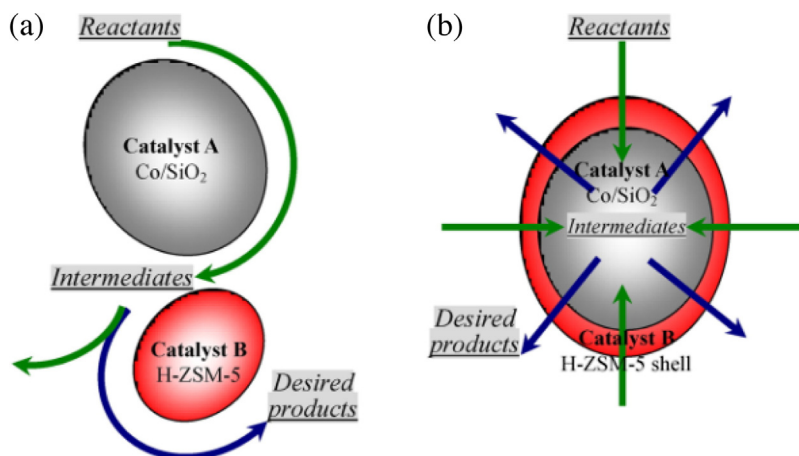 (a)
Reactants
Catalyst A
Co/SiO₂
Intermediates
Catalyst B
H-ZSM-5
Desired
products
(b)
Reactants
Catalyst A
Co/SiO₂
Intermediates
Desired
products
Catalyst B
H-ZSM-5 shell